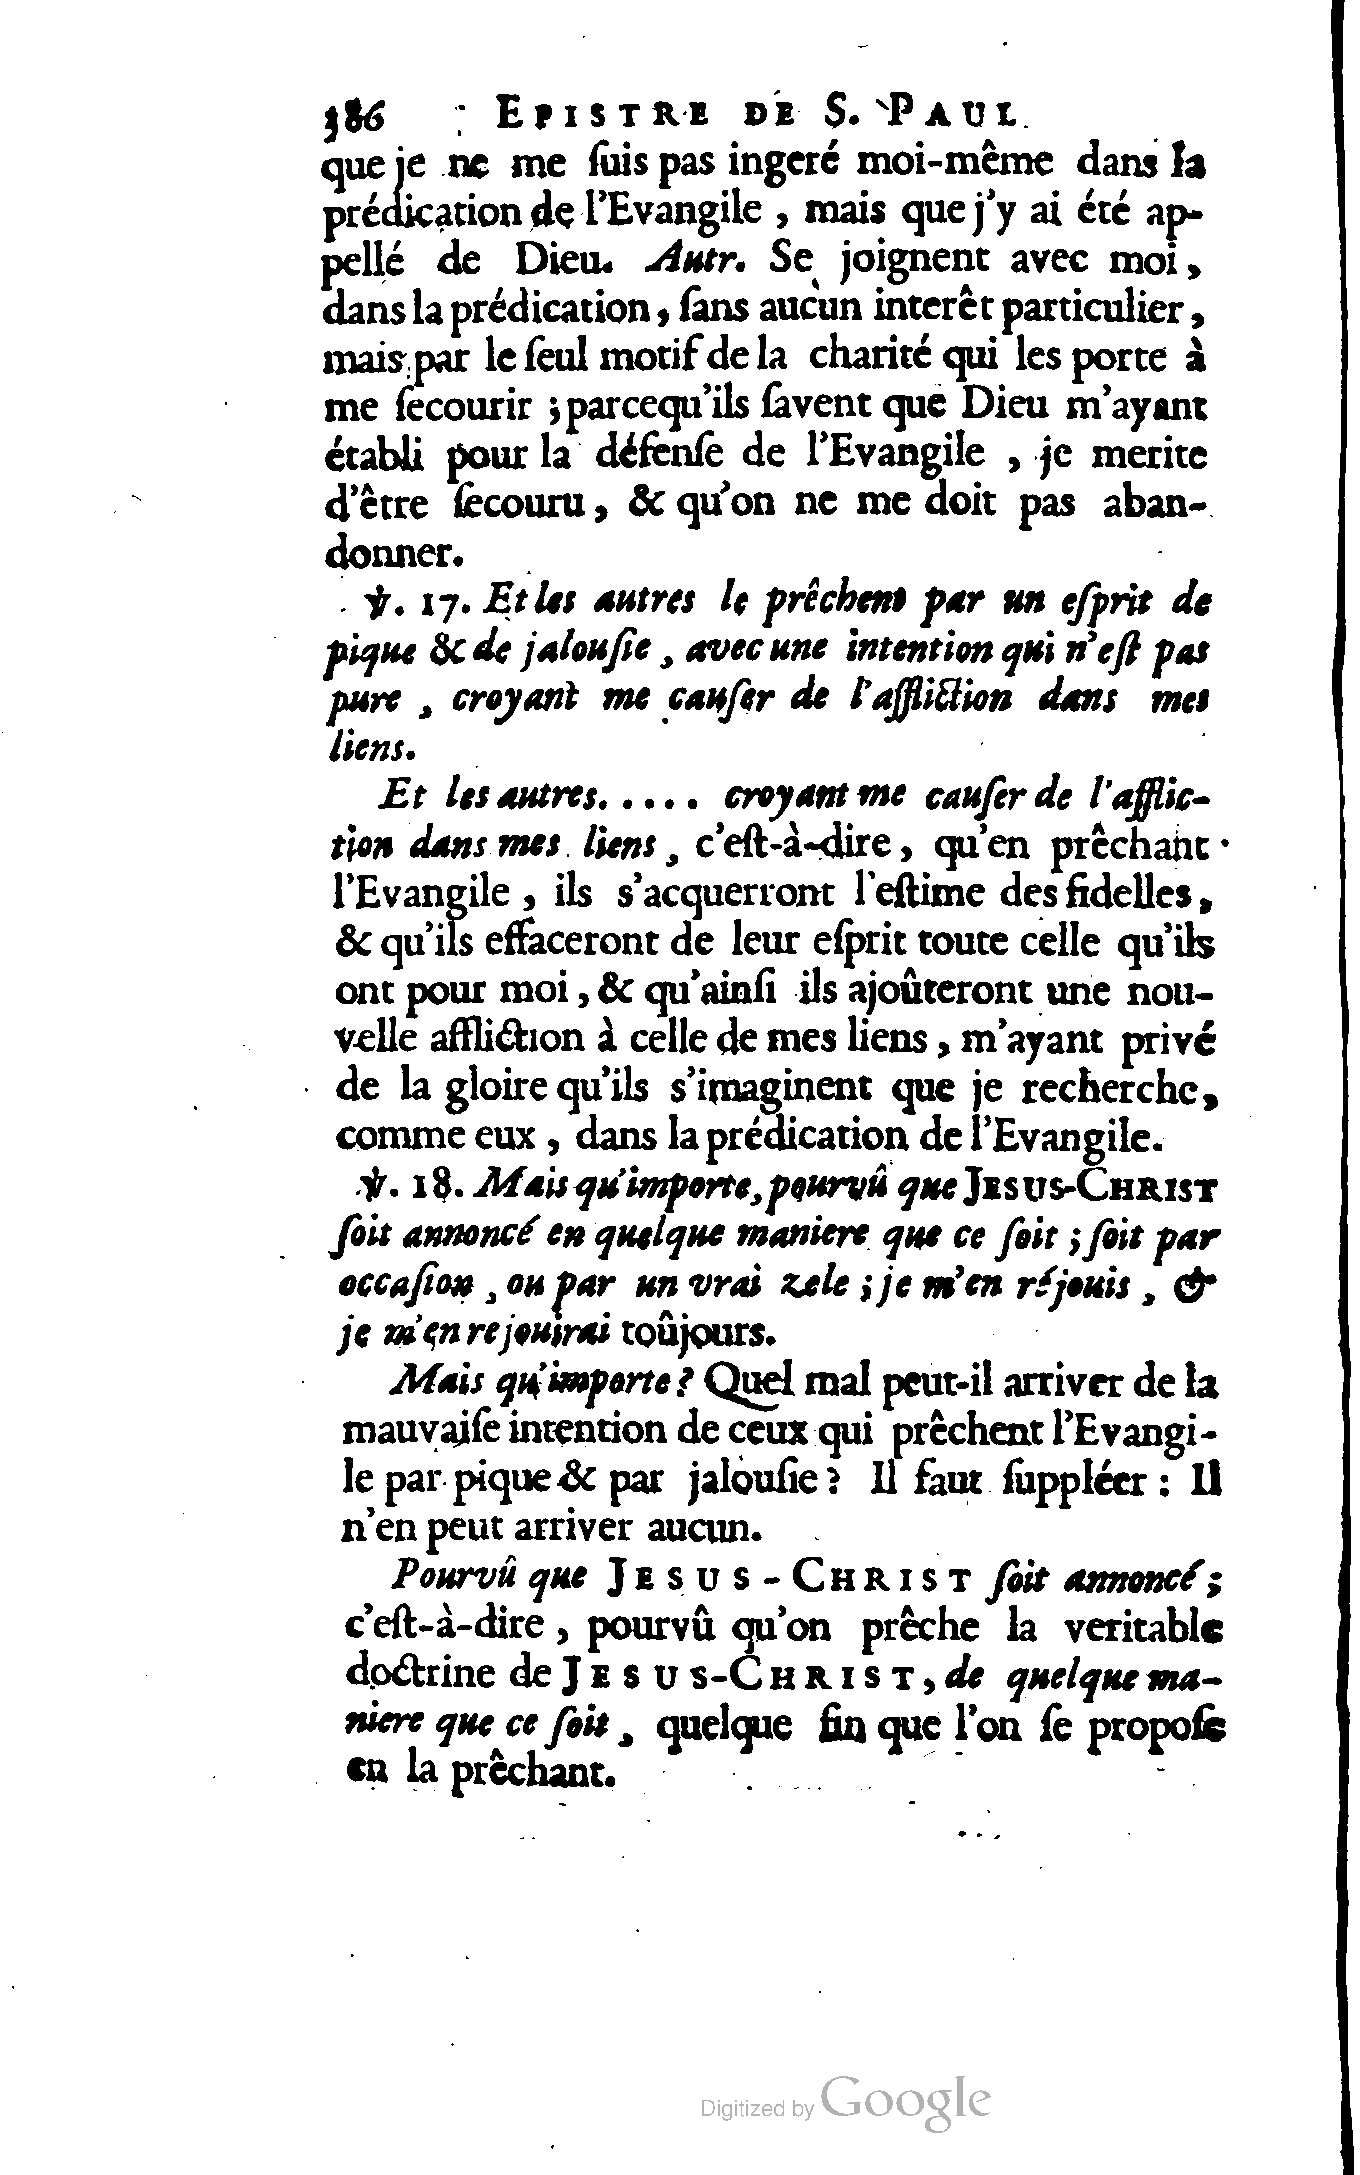 386 EPISTRE DE S. PAUL
que je ne me ſuis pas ingeré moi-même dans la
prédication de l'Evangile, mais que j'y ai été ap-
pellé de Dieu. Autr. Se joignent avec moi,
dans la prédication, ſans aucun interêt particulier,
mais par le ſeul motif de la charité qui les porte à
me ſecourir ; parcequ'ils ſavent que Dieu m'ayant
établi pour la défenſe de l'Evangile, je merite
d'être ſecouru, & qu'on ne me doit pas aban-
donner.
℣. 17. Et les autres le prêchent par un eſprit de
pique & de jalouſie, avec une intention qui n'eſt pas
pure, croyant me cauſer de l'affliction dans mes
liens.
Et les autres..... croyant me cauſer de l'afflic-
tion dans mes liens, c'eſt-à-dire, qu'en prêchant
l'Evangile, ils s'acquerront l'eſtime des fidelles,
& qu'ils effaceront de leur eſprit toute celle qu'ils
ont pour moi, & qu'ainſi ils ajoûteront une nou-
velle affliction à celle de mes liens, m'ayant privé
de la gloire qu'ils s'imaginent que je recherche,
comme eux, dans la prédication de l'Evangile.
℣. 18. Mais qu'importe, pourvû que JESUS-CHRIST
ſoit annoncé en quelque maniere que ce ſoit ; ſoit par
occaſion, ou par un vrai zele ; je m'en réjouis, &
je m'en rejouirai toûjours.
Mais qu'importe ? Quel mal peut-il arriver de la
mauvaiſe intention de ceux qui prêchent l'Evangi-
le par pique & par jalouſie ? Il faut ſuppléer : Il
n'en peut arriver aucun.
Pourvû que JESUS-CHRIST ſoit annoncé ;
c'eſt-à-dire, pourvû qu'on prêche la veritable
doctrine de JESUS-CHRIST, de quelque ma-
niere que ce ſoit, quelque fin que l'on ſe propoſe
en la prêchant.
Digitized by Google